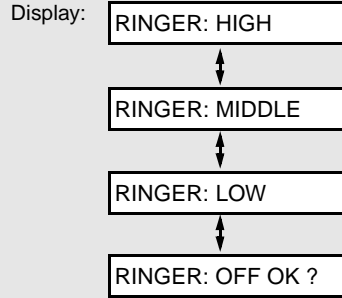 Display:
RINGER: HIGH
RINGER: MIDDLE
RINGER: LOW
RINGER: OFF OK ?